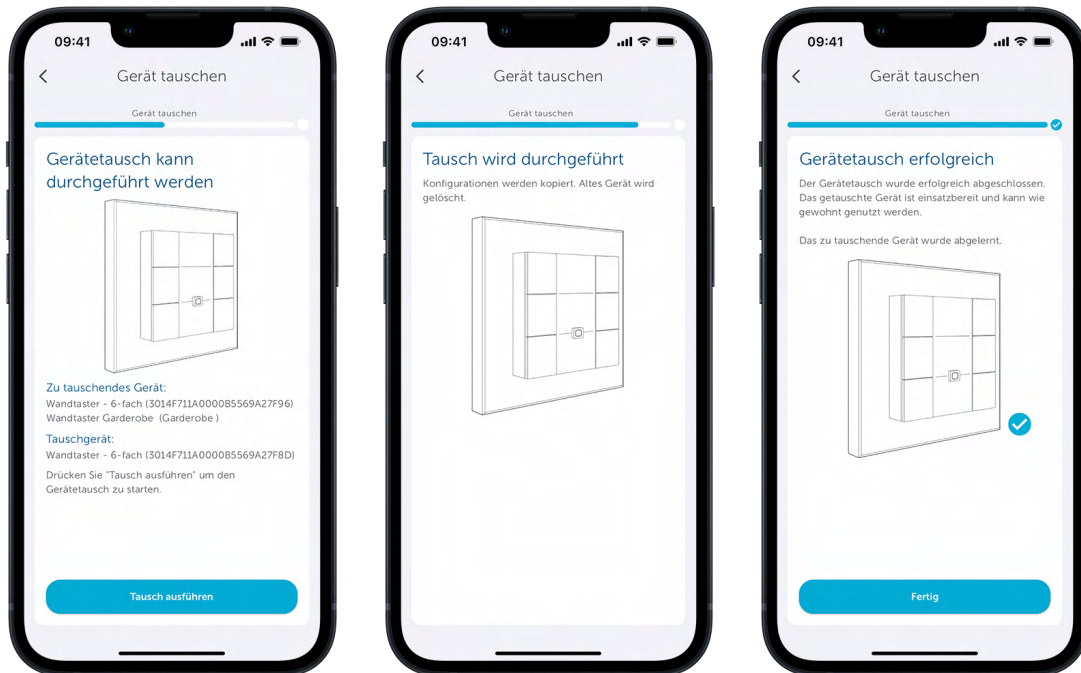 09:41
Gerät tauschen
Gerät tauschen
Gerätetausch kann
durchgeführt werden
Zu tauschendes Gerät:
Wandtaster - 6-fach (3014F711A0000B5569A27F96)
Wandtaster Garderobe (Garderobe )
Tauschgerät:
Wandtaster - 6-fach (3014F711A0000B5569A27F8D)
Drücken Sie "Tausch ausführen" um den
Gerätetausch zu starten.
Tausch ausführen
09:41
Gerät tauschen
Gerät tauschen
Tausch wird durchgeführt
Konfigurationen werden kopiert. Altes Gerät wird
gelöscht.
09:41
Gerät tauschen
Gerät tauschen
Gerätetausch erfolgreich
Der Gerätetausch wurde erfolgreich abgeschlossen.
Das getauschte Gerät ist einsatzbereit und kann wie
gewohnt genutzt werden.
Das zu tauschende Gerät wurde abgelernt.
Fertig